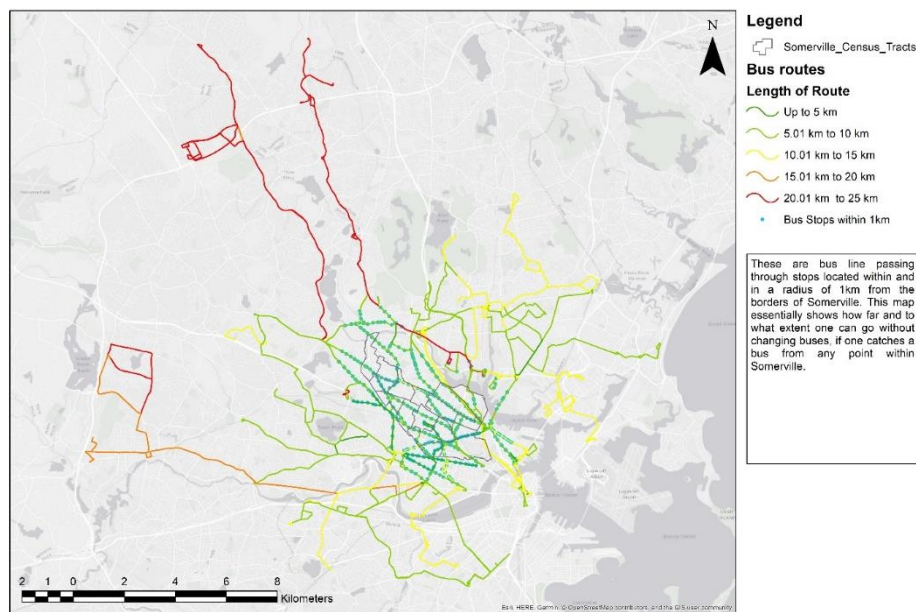 N
Legend
Somerville_Census_Tracts
Bus routes
Length of Route
Up to 5 km
5.01 km to 10 km
10.01 km to 15 km
15.01 km to 20 km
20.01 km to 25 km
Bus Stops within 1km
These are bus line passing
through stops located within and
in a radius of 1km from the
borders of Somerville. This map
essentially shows how far and to
what extent one can go without
changing buses, if one catches a
bus from any point within
Somerville.
2 1 0 2 4 6 8
Kilometers
Esri, HERE, Garmin, © OpenStreetMap contributors, and the GIS user community